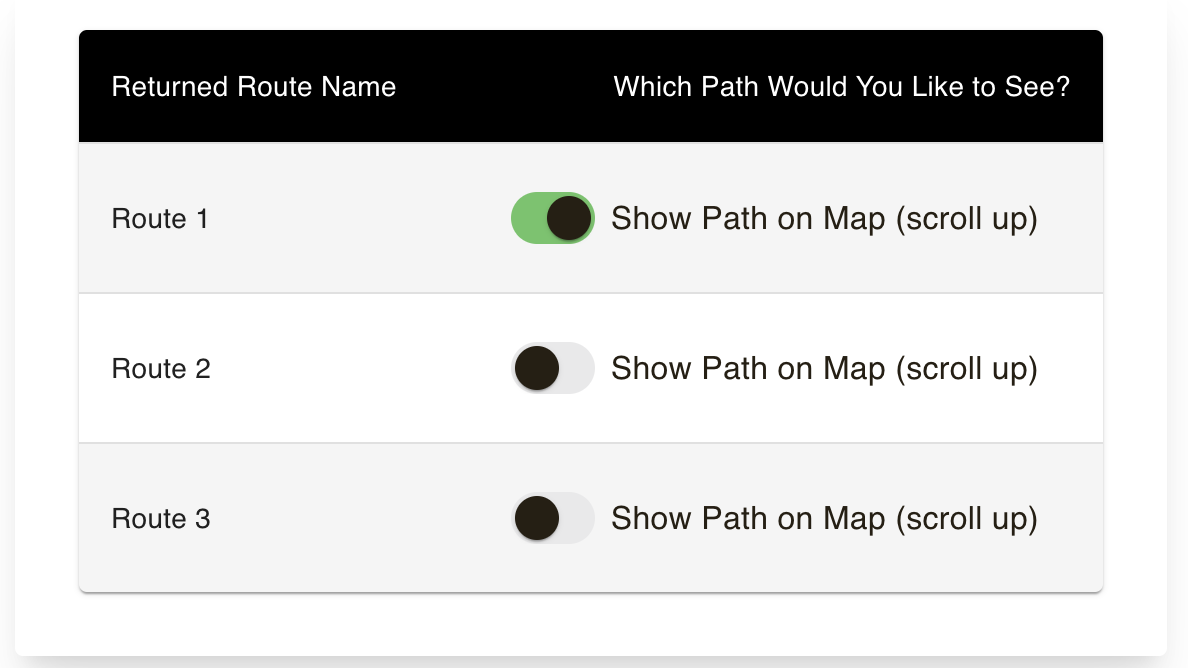 Returned Route Name Which Path Would You Like to See?
Route 1 Show Path on Map (scroll up)
Route 2 Show Path on Map (scroll up)
Route 3 Show Path on Map (scroll up)